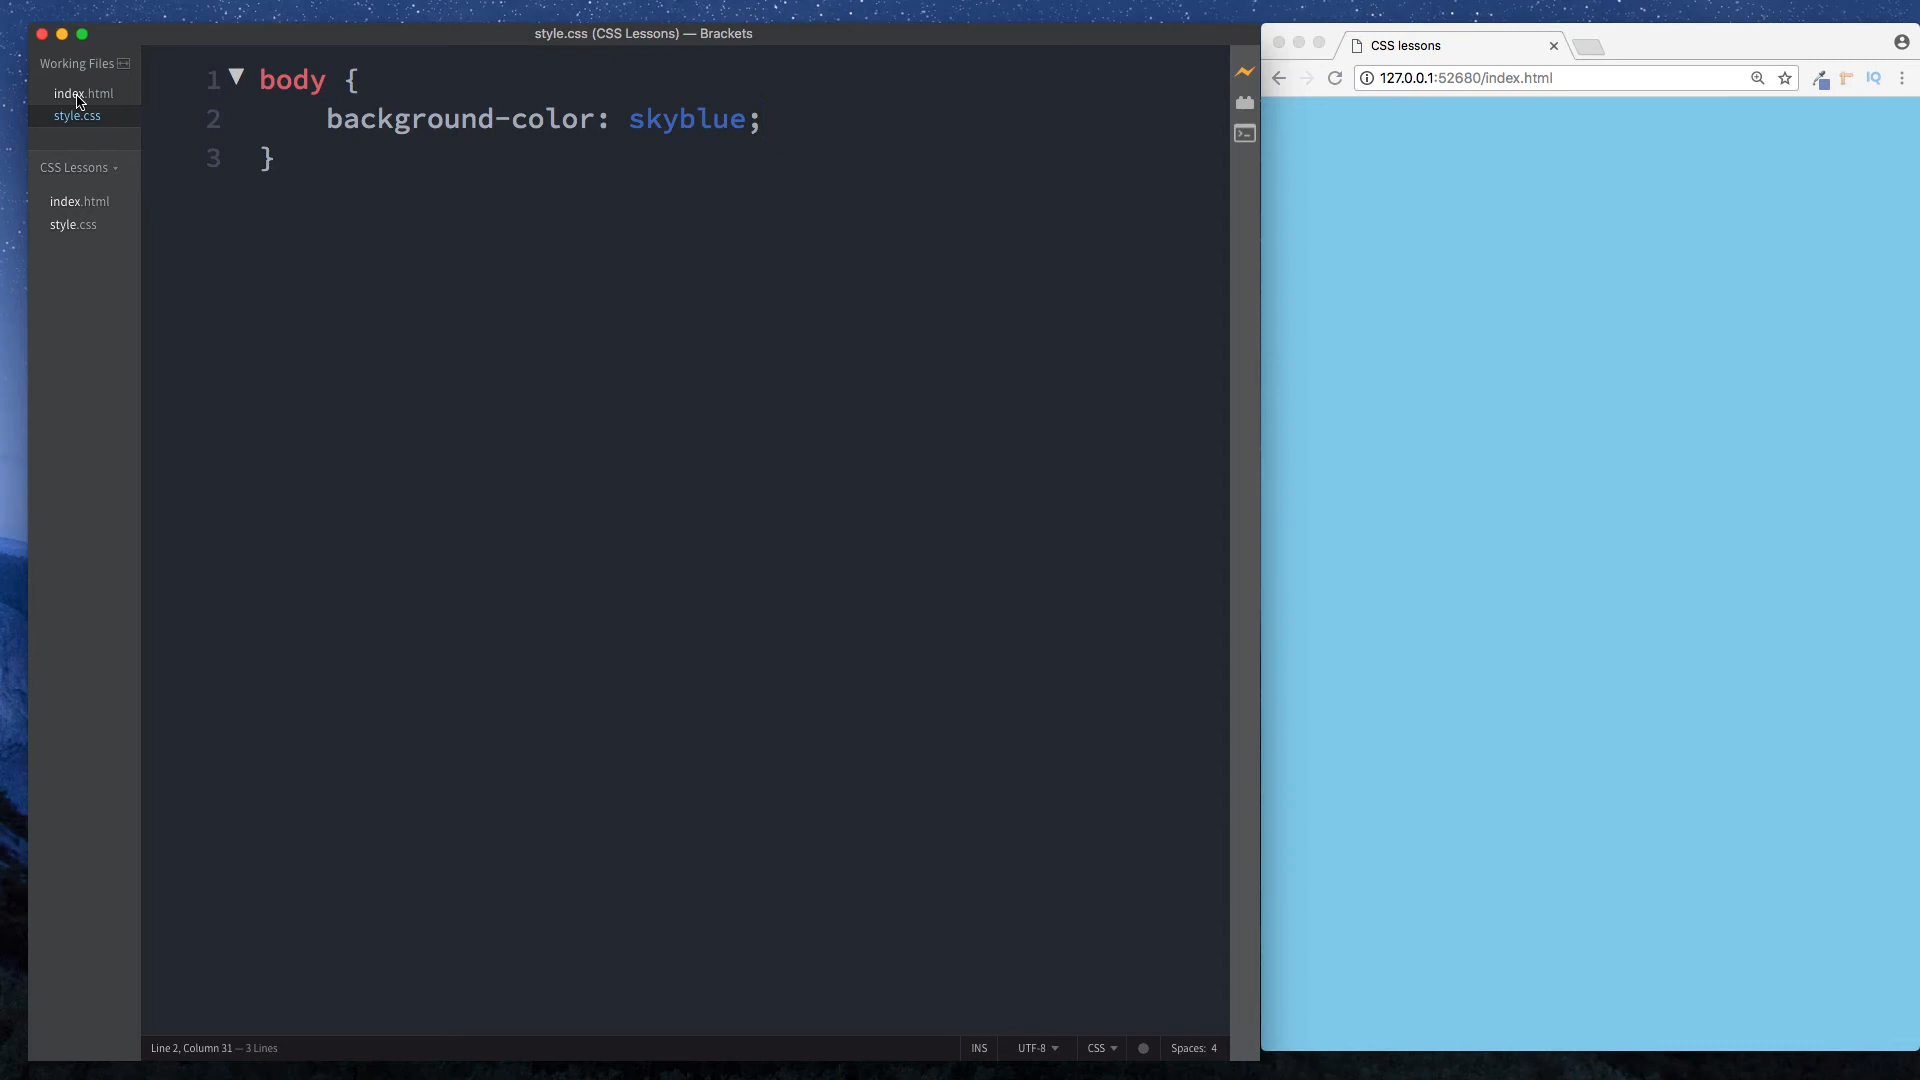 style.css (CSS Lessons) — Brackets
Working Files
index.html
style.css
CSS Lessons
index.html
style.css
1 body {
2 background-color: skyblue;
3 }
Line 2, Column 31 — 3 Lines
INS
UTF-8
CSS
Spaces: 4
CSS lessons
127.0.0.1:52680/index.html
IQ